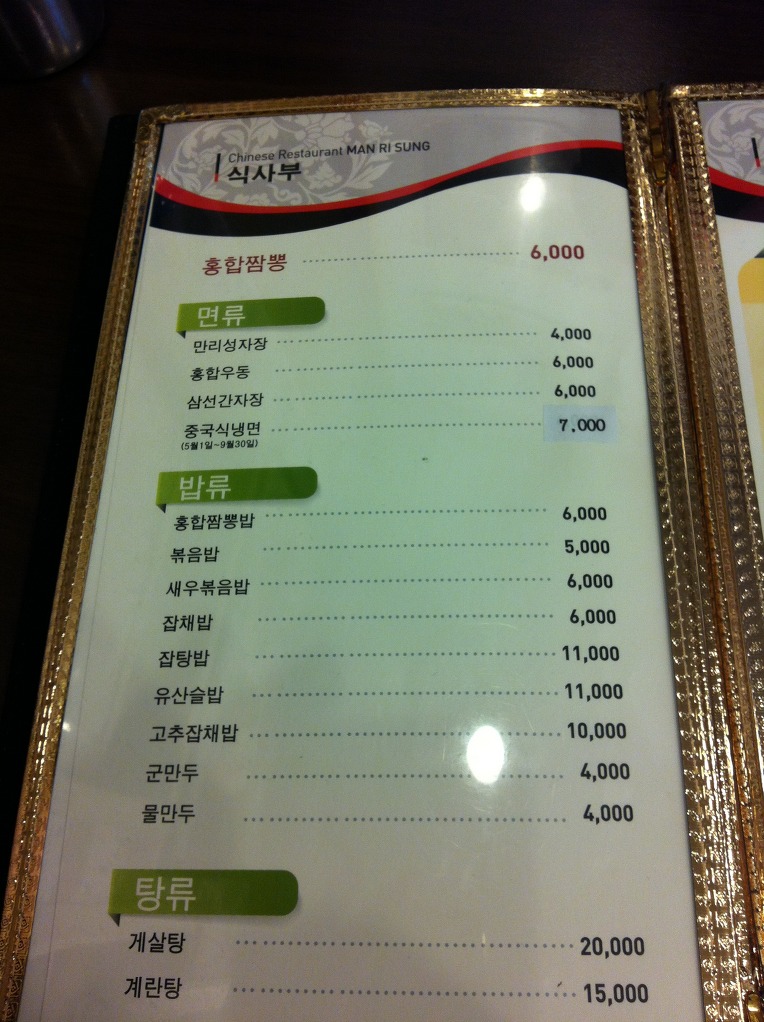 Chinese Restaurant MAN RI SUNG
식사부
홍합짬뽕 6,000
면류
만리성자장 4,000
홍합우동 6,000
삼선간자장 6,000
중국식냉면 7,000
(5월1일~9월30일)
밥류
홍합짬뽕밥 6,000
볶음밥 5,000
새우볶음밥 6,000
잡채밥 6,000
잡탕밥 11,000
유산슬밥 11,000
고추잡채밥 10,000
군만두 4,000
물만두 4,000
탕류
게살탕 20,000
계란탕 15,000